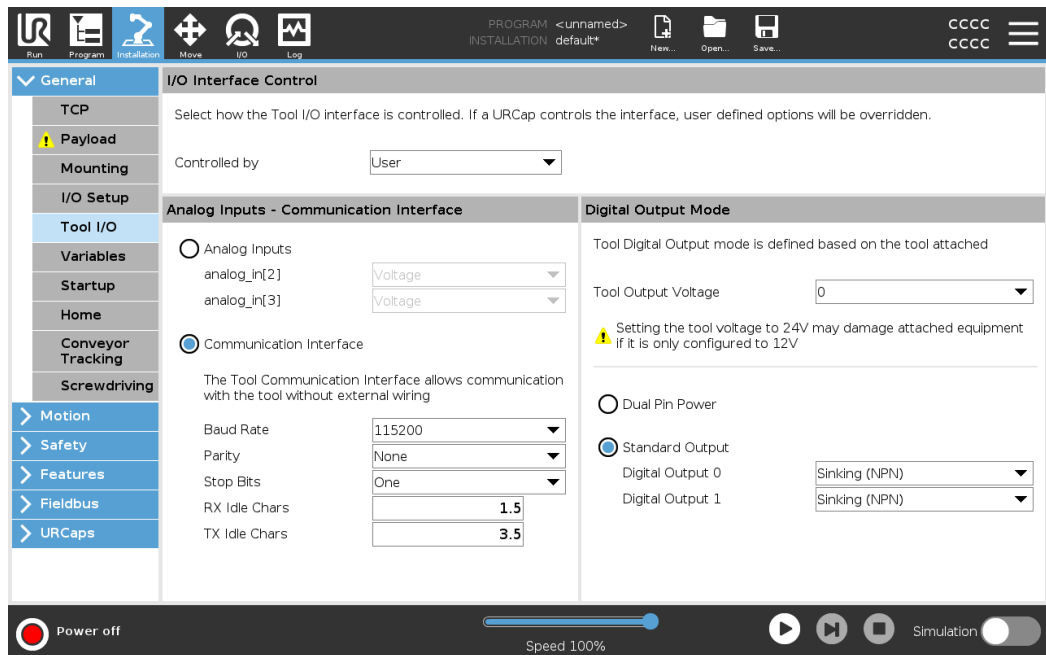 PROGRAM <unnamed>
INSTALLATION default*
CCCC
CCCC
Run
Program
Installation
Move
I/O
Log
New...
Open...
Save...
General
TCP
Payload
Mounting
I/O Setup
Tool I/O
Variables
Startup
Home
Conveyor
Tracking
Screwdriving
Motion
Safety
Features
Fieldbus
URCaps
I/O Interface Control
Select how the Tool I/O interface is controlled. If a URCap controls the interface, user defined options will be overridden.
Controlled by User
Analog Inputs - Communication Interface
Analog Inputs
analog_in[2] Voltage
analog_in[3] Voltage
Communication Interface
The Tool Communication Interface allows communication
with the tool without external wiring
Baud Rate 115200
Parity None
Stop Bits One
RX Idle Chars 1.5
TX Idle Chars 3.5
Digital Output Mode
Tool Digital Output mode is defined based on the tool attached
Tool Output Voltage 0
Setting the tool voltage to 24V may damage attached equipment
if it is only configured to 12V
Dual Pin Power
Standard Output
Digital Output 0 Sinking (NPN)
Digital Output 1 Sinking (NPN)
Power off
Speed 100%
Simulation